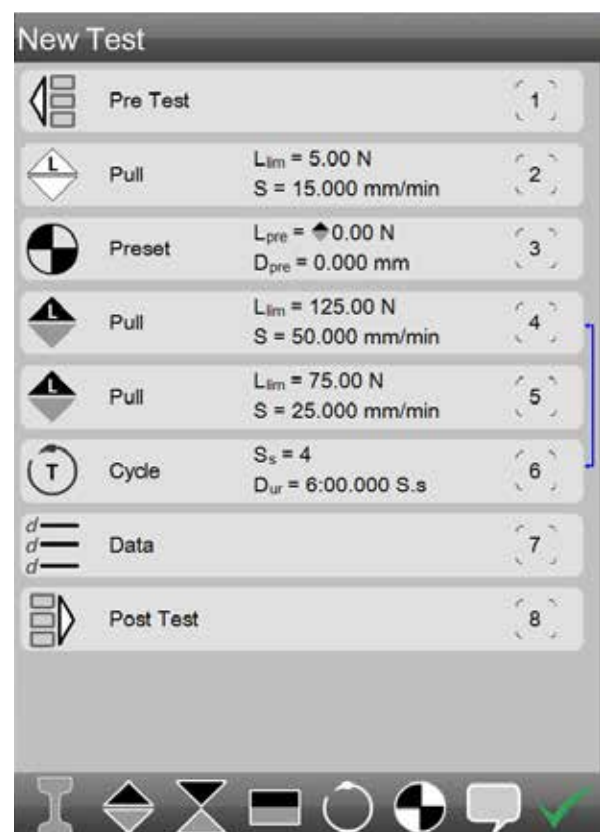 New Test
Pre Test 1
L
Pull Llim = 5.00 N 2
S = 15.000 mm/min
Preset Lpre = 0.00 N 3
Dpre = 0.000 mm
L
Pull Llim = 125.00 N 4
S = 50.000 mm/min
L
Pull Llim = 75.00 N 5
S = 25.000 mm/min
T
Cycle Ss = 4 6
Dur = 6:00.000 S.s
d
d
d
Data 7
Post Test 8